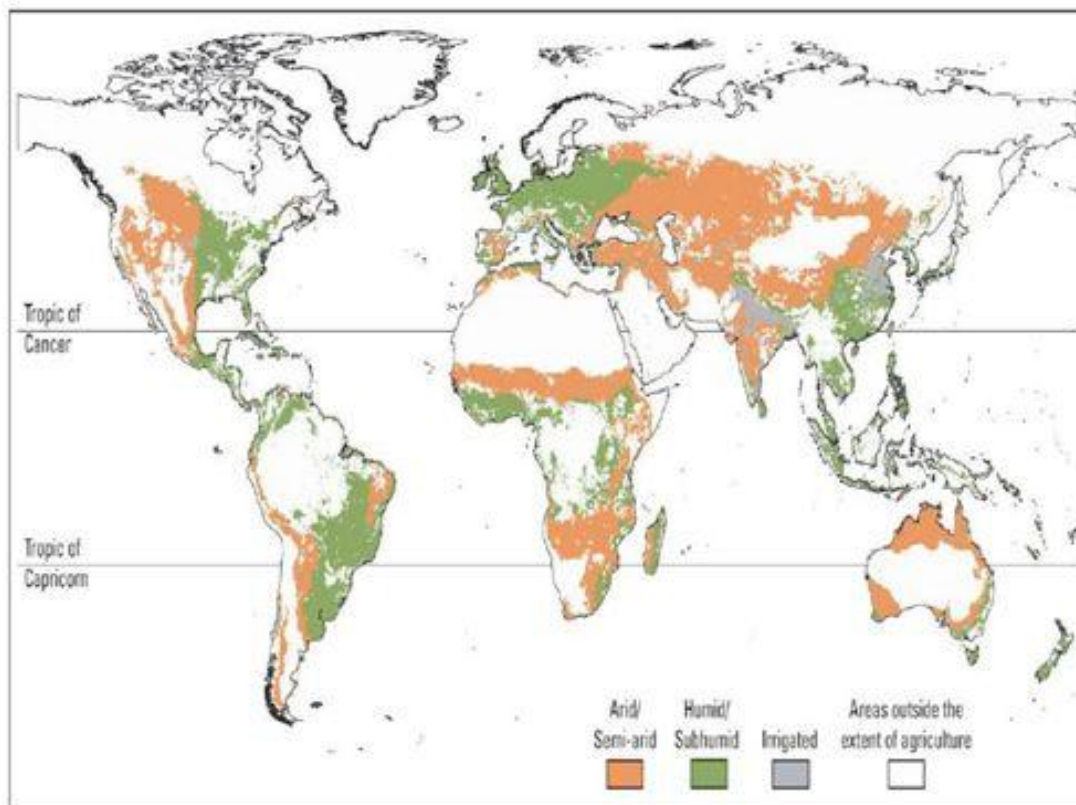 Tropic of
Cancer
Tropic of
Capricorn
Arid/
Semi-arid
Humid/
Subhumid
Irrigated
Areas outside the
extent of agriculture